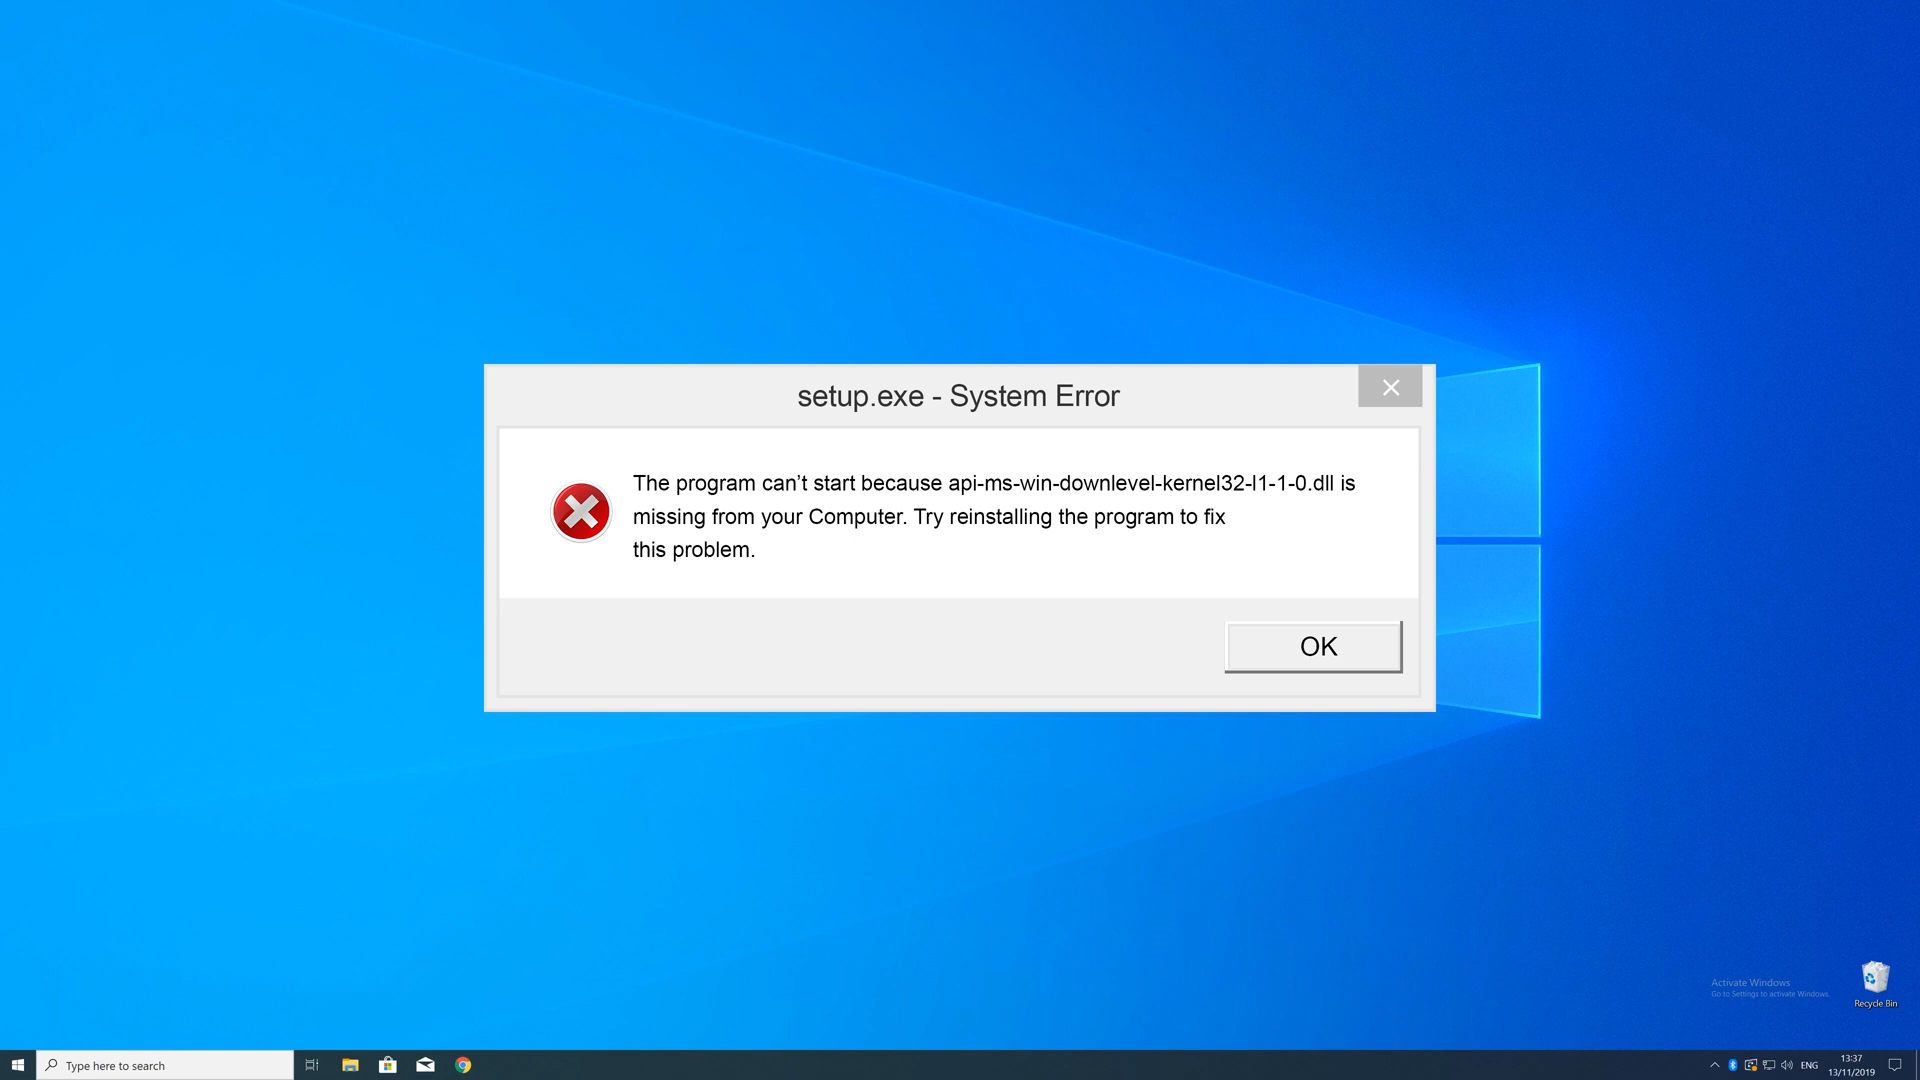 setup.exe - System Error
The program can’t start because api-ms-win-downlevel-kernel32-l1-1-0.dll is
missing from your Computer. Try reinstalling the program to fix
this problem.
OK
Activate Windows
Go to Settings to activate Windows.
Recycle Bin
Type here to search
ENG
13:37
13/11/2019